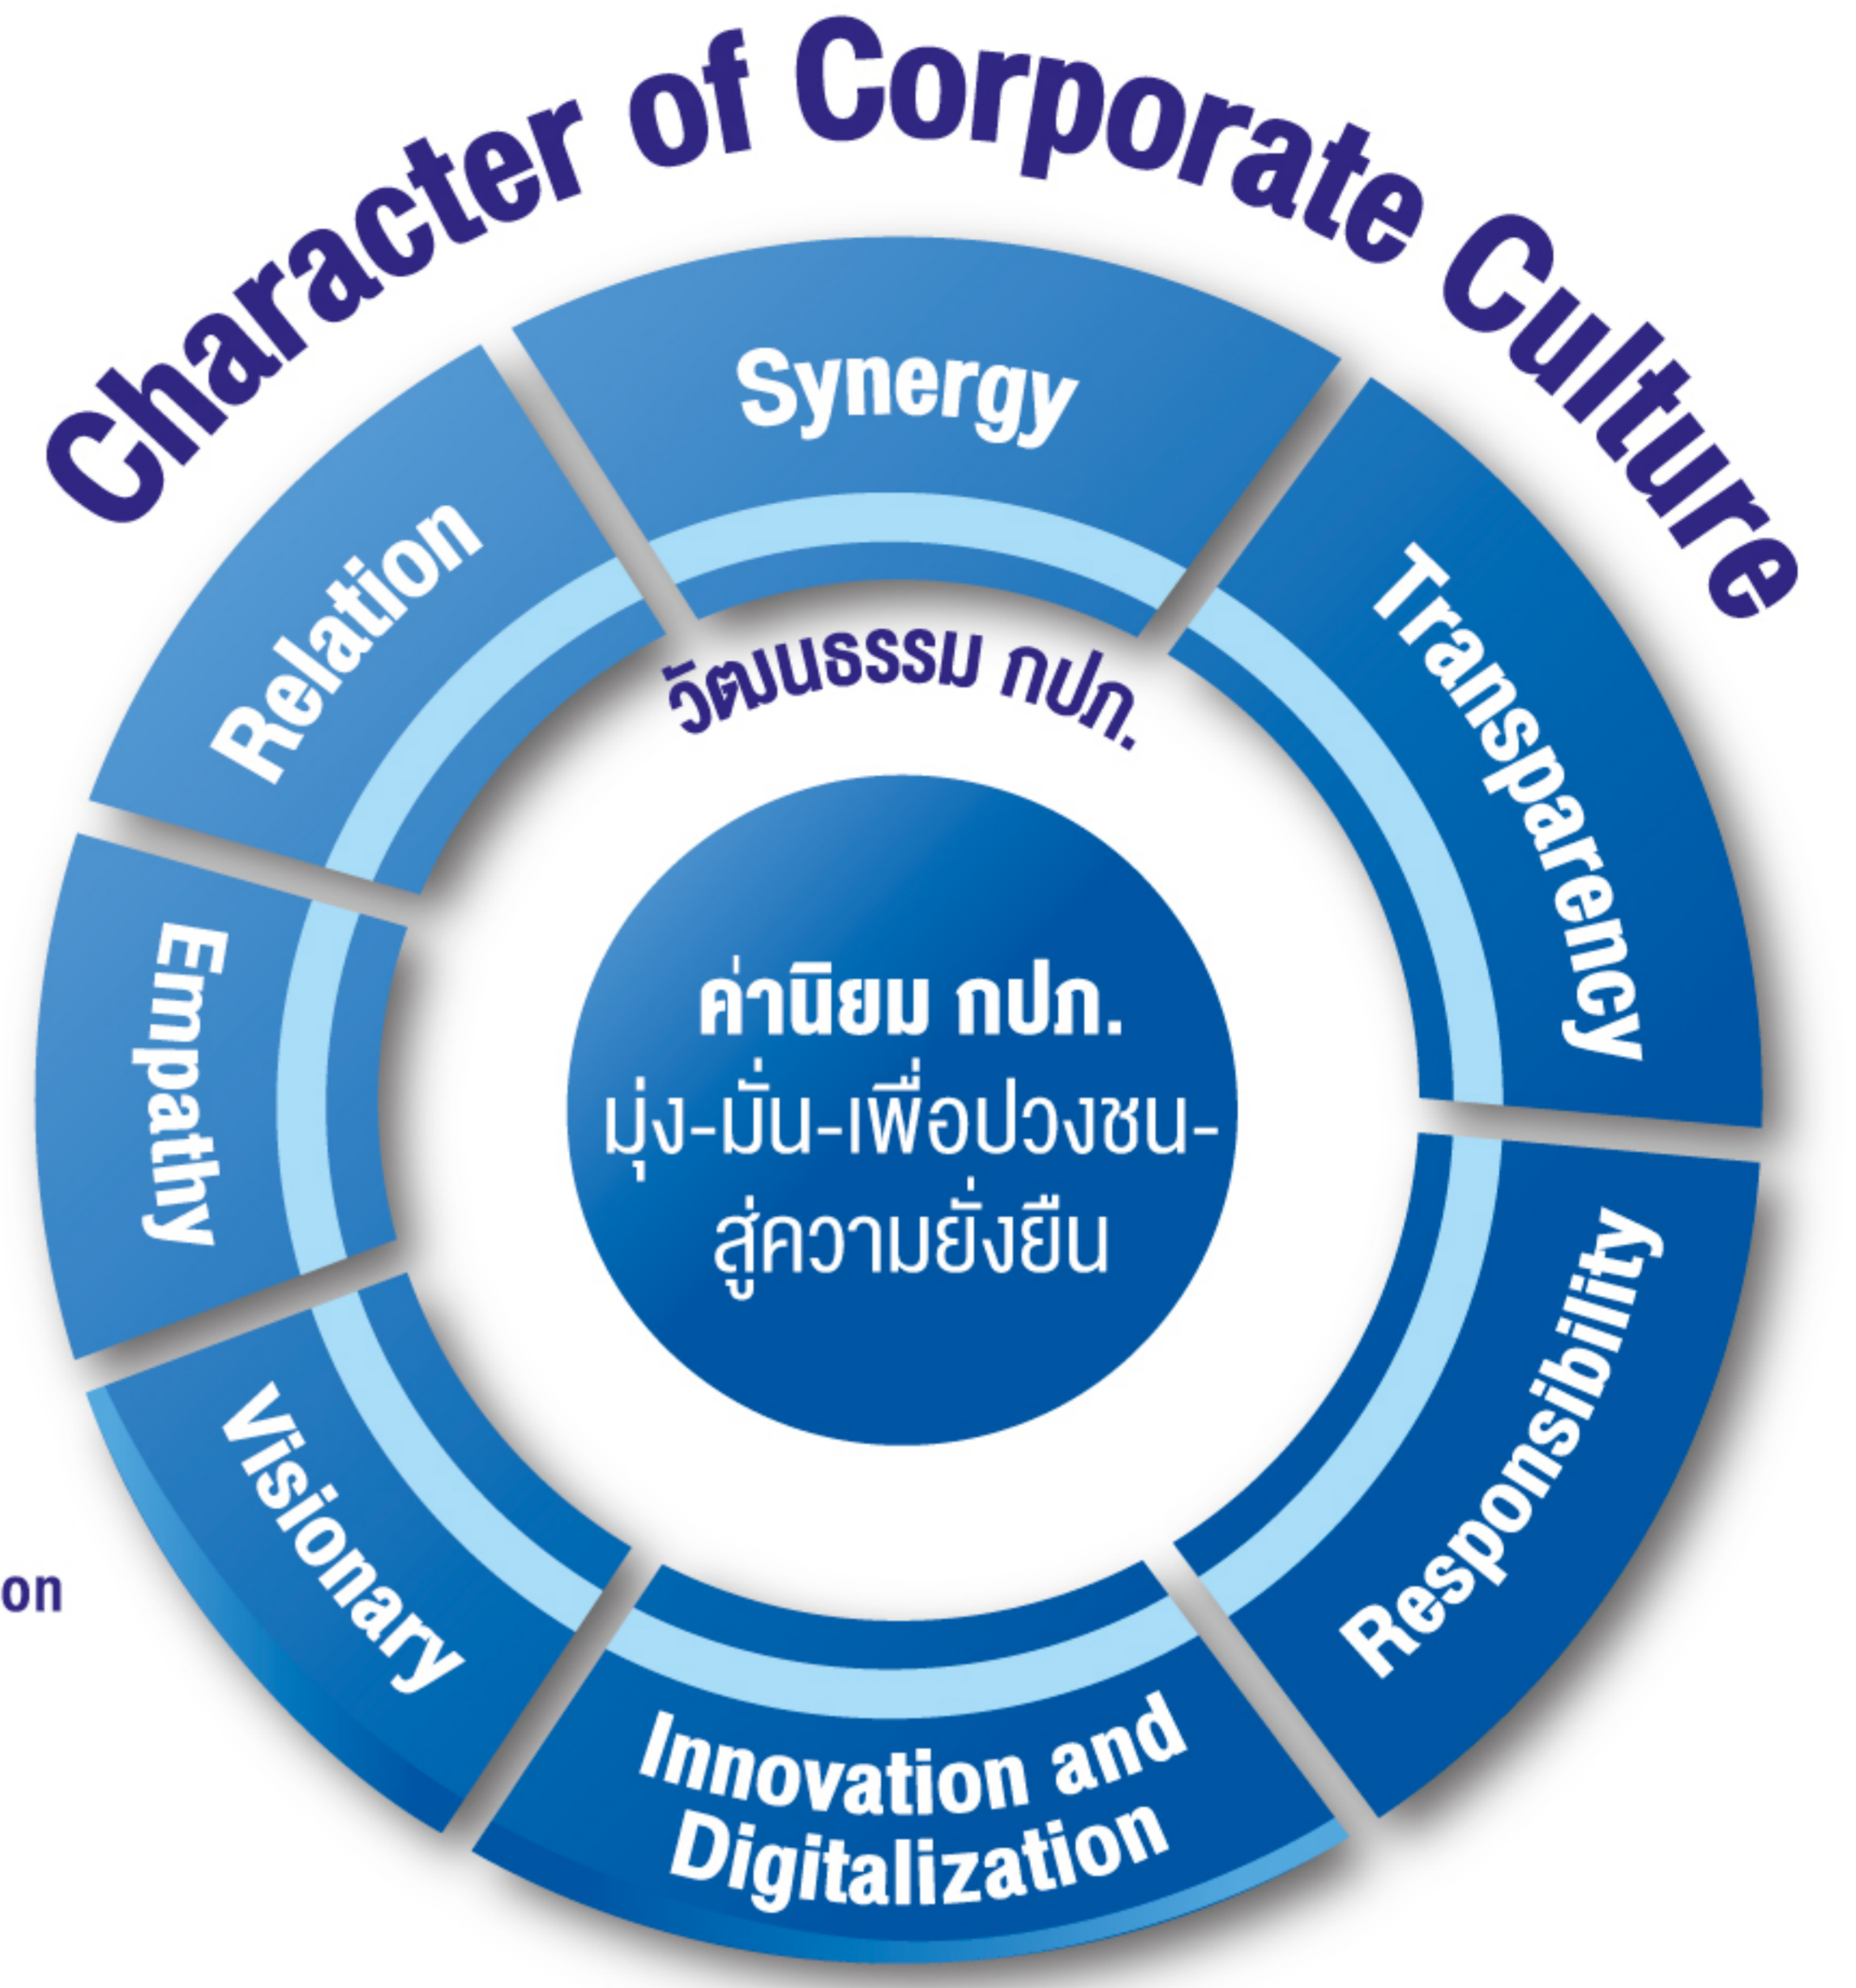 Character of Corporate Culture
Synergy
Transparency
Responsibility
Innovation and
Digitalization
Visionary
Empathy
Relation
วัฒนธรรม กปภ.
ค่านิยม กปภ.
มุ่ง-มั่น-เพื่อปวงชน-
สู่ความยั่งยืน
on